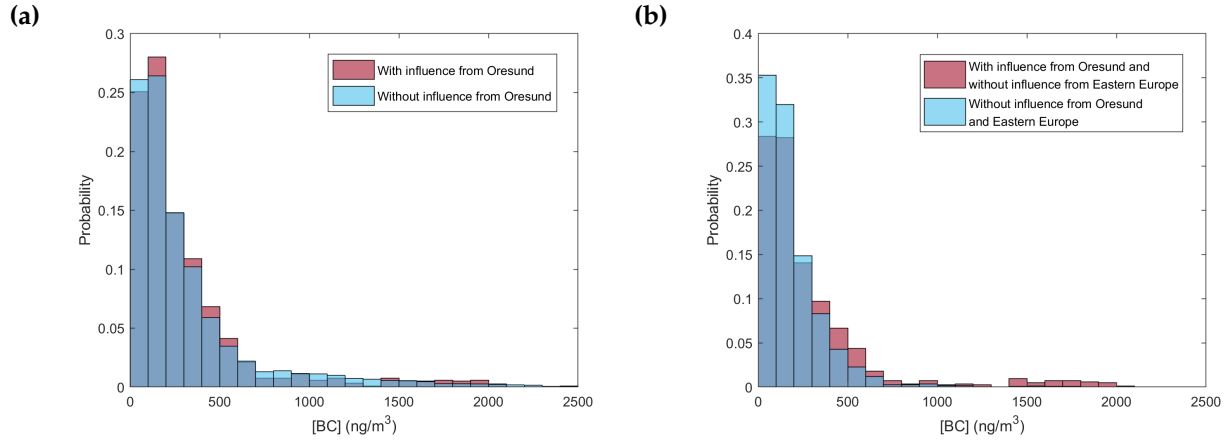 (a)
0.3
0.25
0.2
0.15
0.1
0.05
0
Probability
0
500
1000
1500
2000
2500
[BC] (ng/m³)
With influence from Oresund
Without influence from Oresund
(b)
0.4
0.35
0.3
0.25
0.2
0.15
0.1
0.05
0
Probability
0
500
1000
1500
2000
2500
[BC] (ng/m³)
With influence from Oresund and
without influence from Eastern Europe
Without influence from Oresund
and Eastern Europe